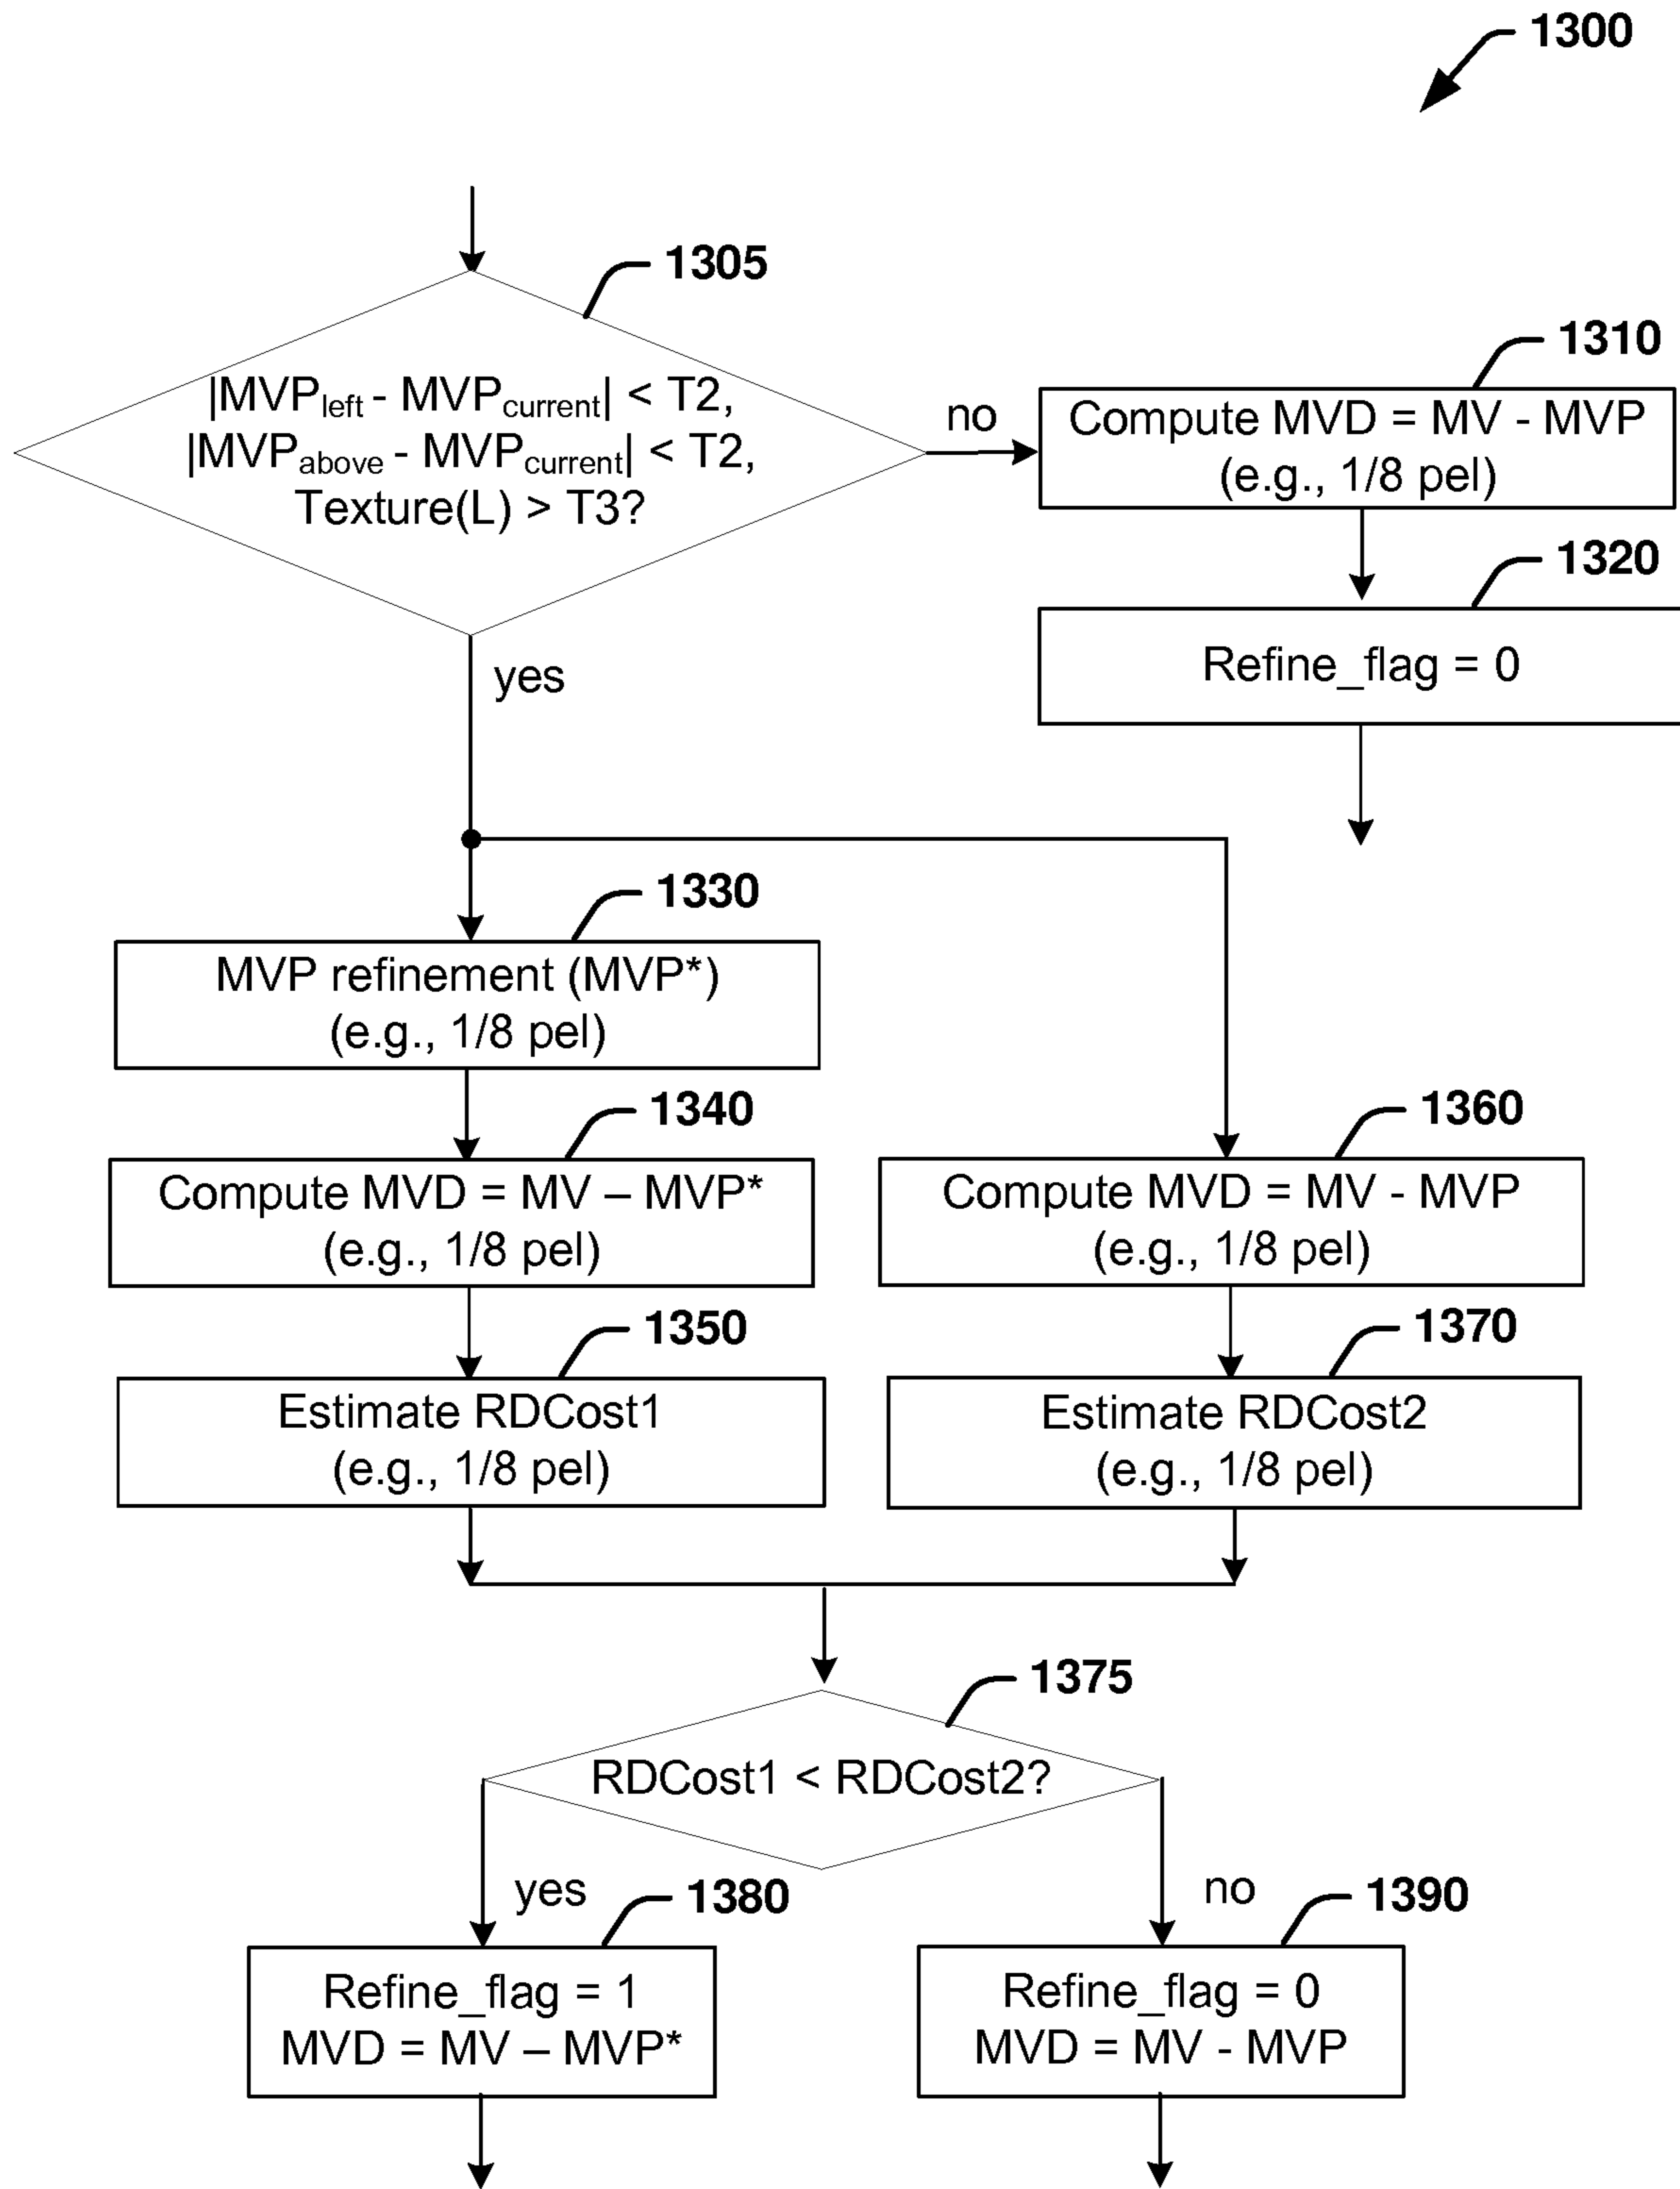 1300
1305
|MVPleft - MVPcurrent| < T2,
|MVPabove - MVPcurrent| < T2,
Texture(L) > T3?
no
1310
Compute MVD = MV - MVP
(e.g., 1/8 pel)
1320
Refine_flag = 0
yes
1330
MVP refinement (MVP*)
(e.g., 1/8 pel)
1340
Compute MVD = MV – MVP*
(e.g., 1/8 pel)
1360
Compute MVD = MV - MVP
(e.g., 1/8 pel)
1350
Estimate RDCost1
(e.g., 1/8 pel)
1370
Estimate RDCost2
(e.g., 1/8 pel)
1375
RDCost1 < RDCost2?
yes
1380
Refine_flag = 1
MVD = MV – MVP*
no
1390
Refine_flag = 0
MVD = MV - MVP